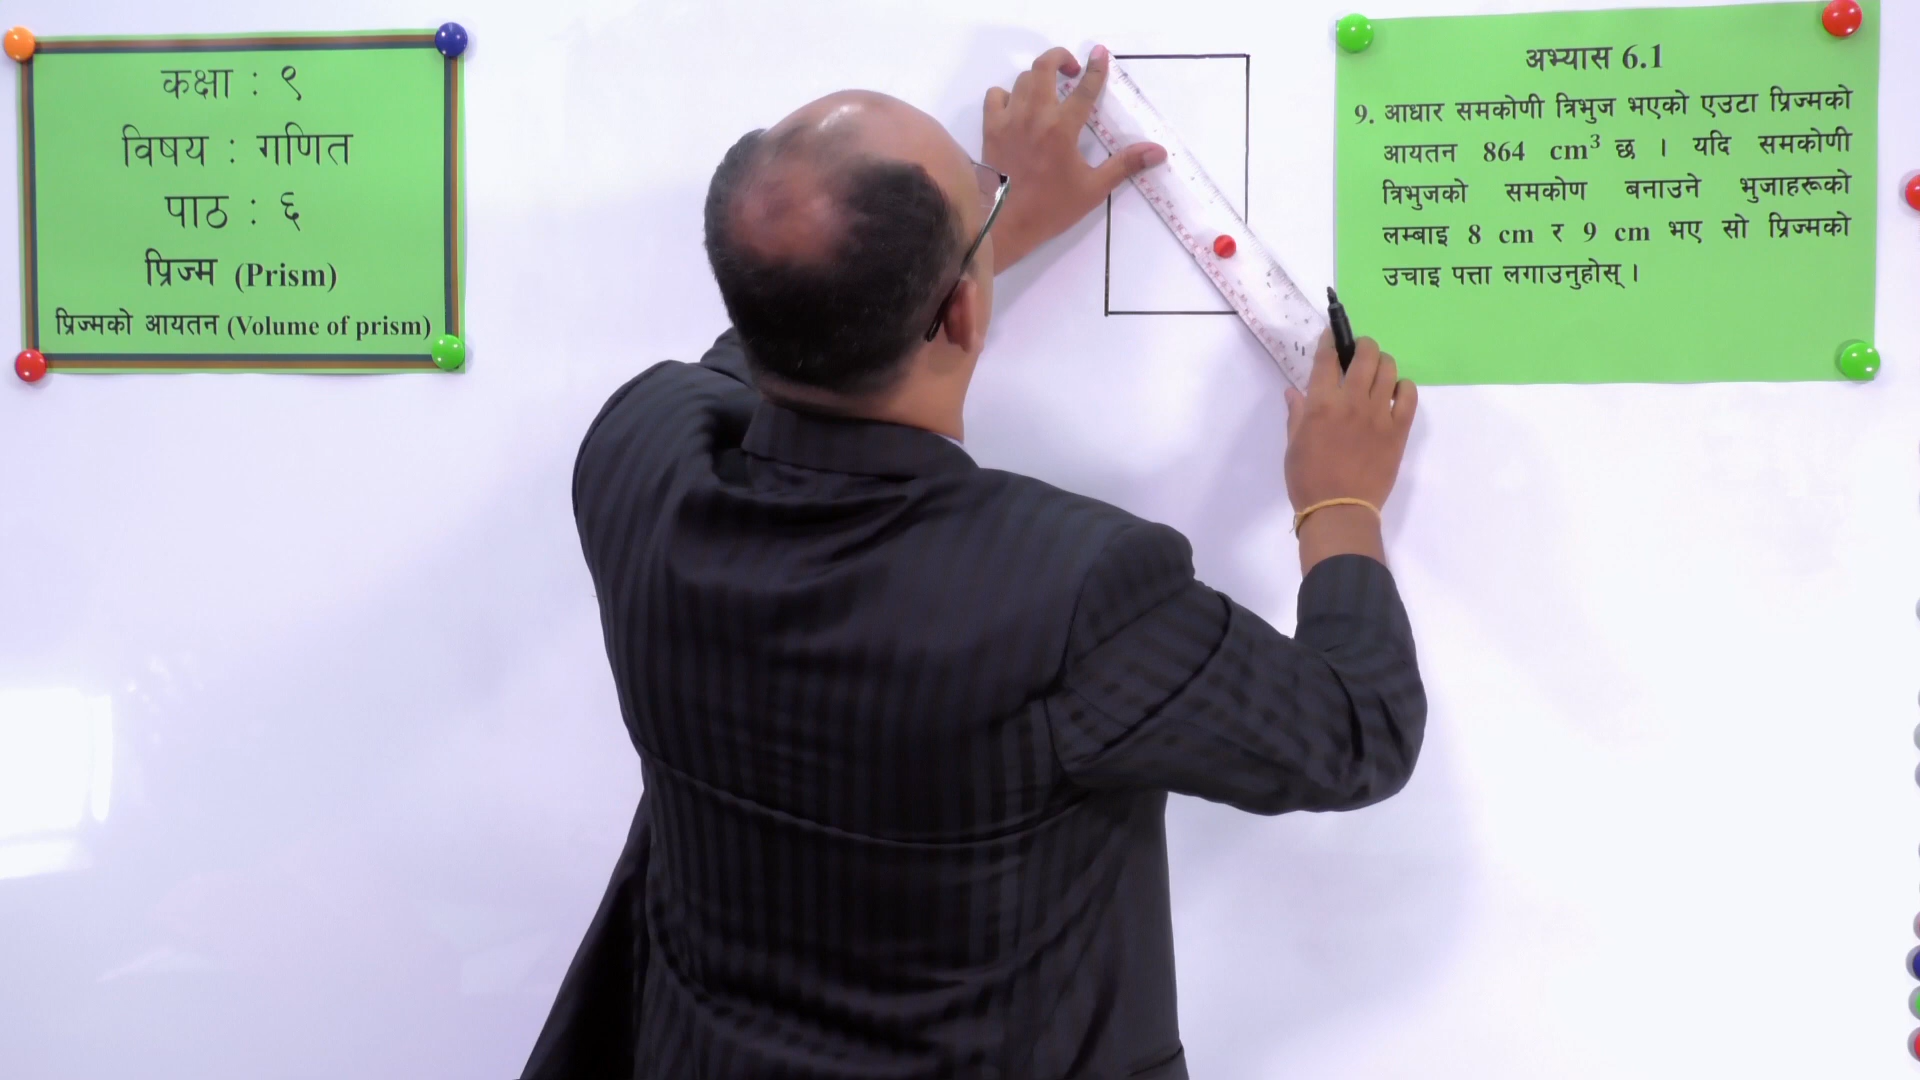 कक्षा : ९
विषय : गणित
पाठ : ६
प्रिज्म (Prism)
प्रिज्मको आयतन (Volume of prism)
अभ्यास 6.1
9. आधार समकोणी त्रिभुज भएको एउटा प्रिज्मको
आयतन 864 cm³ छ । यदि समकोणी
त्रिभुजको समकोण बनाउने भुजाहरूको
लम्बाइ 8 cm र 9 cm भए सो प्रिज्मको
उचाइ पत्ता लगाउनुहोस् ।